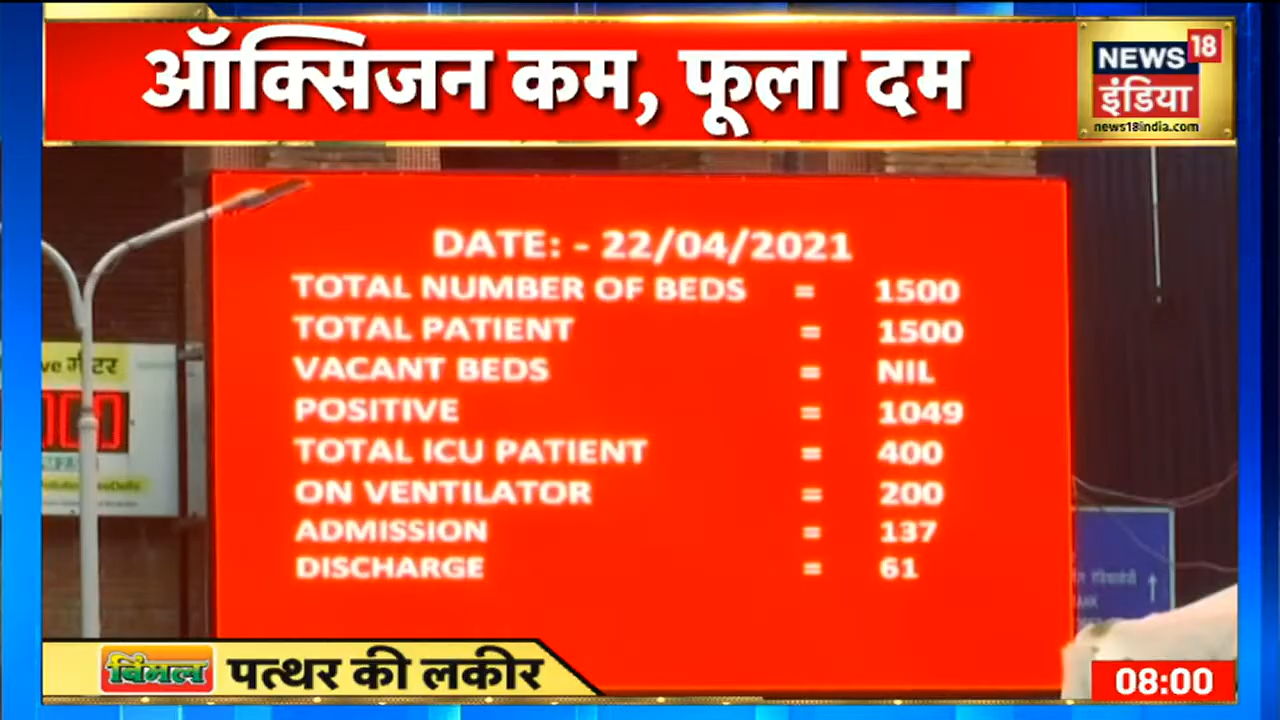 ऑक्सिजन कम, फूला दम
NEWS 18
इंडिया
news18india.com
DATE: - 22/04/2021
TOTAL NUMBER OF BEDS = 1500
TOTAL PATIENT = 1500
VACANT BEDS = NIL
POSITIVE = 1049
TOTAL ICU PATIENT = 400
ON VENTILATOR = 200
ADMISSION = 137
DISCHARGE = 61
ve मीटर
बिमल पत्थर की लकीर
08:00